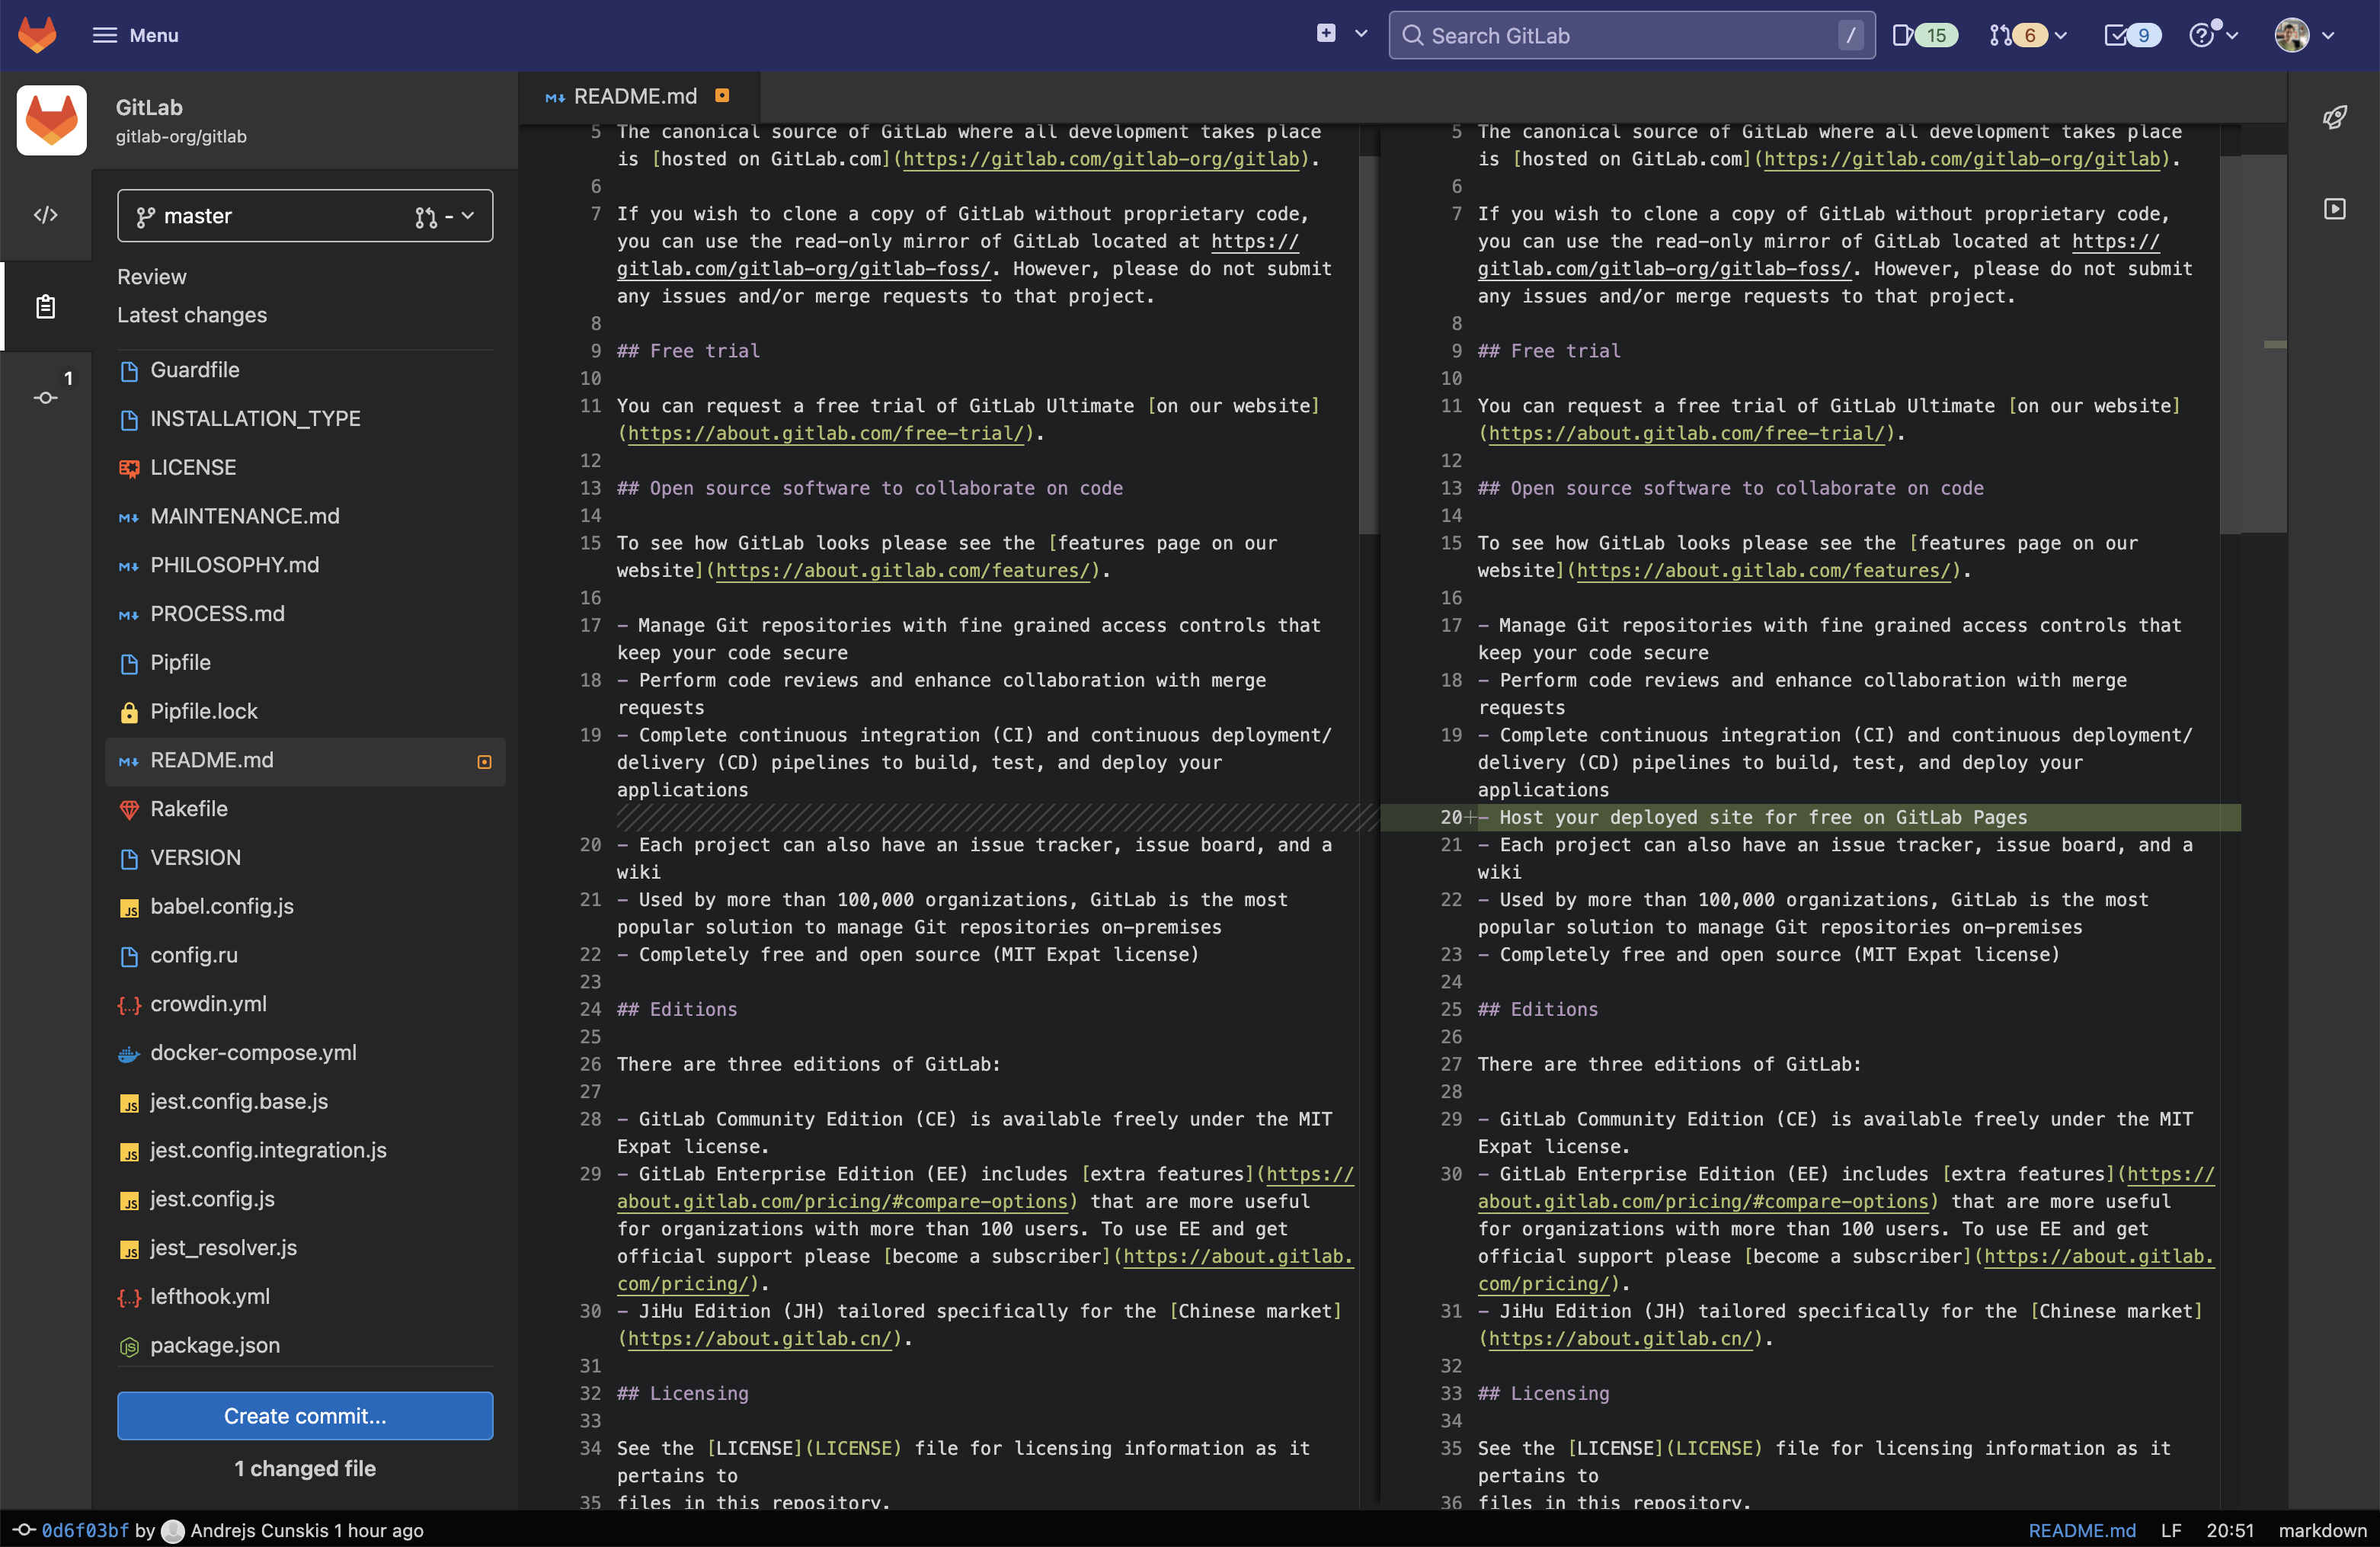 Menu
Search GitLab
/
15
6
9
GitLab
gitlab-org/gitlab
master
-
Review
Latest changes
1
Guardfile
INSTALLATION_TYPE
LICENSE
MAINTENANCE.md
PHILOSOPHY.md
PROCESS.md
Pipfile
Pipfile.lock
README.md
Rakefile
VERSION
babel.config.js
config.ru
crowdin.yml
docker-compose.yml
jest.config.base.js
jest.config.integration.js
jest.config.js
jest_resolver.js
lefthook.yml
package.json
Create commit...
1 changed file
README.md
5 The canonical source of GitLab where all development takes place
is [hosted on GitLab.com](https://gitlab.com/gitlab-org/gitlab).
6
7 If you wish to clone a copy of GitLab without proprietary code,
you can use the read-only mirror of GitLab located at https://
gitlab.com/gitlab-org/gitlab-foss/. However, please do not submit
any issues and/or merge requests to that project.
8
9 ## Free trial
10
11 You can request a free trial of GitLab Ultimate [on our website]
(https://about.gitlab.com/free-trial/).
12
13 ## Open source software to collaborate on code
14
15 To see how GitLab looks please see the [features page on our
website](https://about.gitlab.com/features/).
16
17 - Manage Git repositories with fine grained access controls that
keep your code secure
18 - Perform code reviews and enhance collaboration with merge
requests
19 - Complete continuous integration (CI) and continuous deployment/
delivery (CD) pipelines to build, test, and deploy your
applications
20 - Each project can also have an issue tracker, issue board, and a
wiki
21 - Used by more than 100,000 organizations, GitLab is the most
popular solution to manage Git repositories on-premises
22 - Completely free and open source (MIT Expat license)
23
24 ## Editions
25
26 There are three editions of GitLab:
27
28 - GitLab Community Edition (CE) is available freely under the MIT
Expat license.
29 - GitLab Enterprise Edition (EE) includes [extra features](https://
about.gitlab.com/pricing/#compare-options) that are more useful
for organizations with more than 100 users. To use EE and get
official support please [become a subscriber](https://about.gitlab.
com/pricing/).
30 - JiHu Edition (JH) tailored specifically for the [Chinese market]
(https://about.gitlab.cn/).
31
32 ## Licensing
33
34 See the [LICENSE](LICENSE) file for licensing information as it
pertains to
35 files in this repository.
5 The canonical source of GitLab where all development takes place
is [hosted on GitLab.com](https://gitlab.com/gitlab-org/gitlab).
6
7 If you wish to clone a copy of GitLab without proprietary code,
you can use the read-only mirror of GitLab located at https://
gitlab.com/gitlab-org/gitlab-foss/. However, please do not submit
any issues and/or merge requests to that project.
8
9 ## Free trial
10
11 You can request a free trial of GitLab Ultimate [on our website]
(https://about.gitlab.com/free-trial/).
12
13 ## Open source software to collaborate on code
14
15 To see how GitLab looks please see the [features page on our
website](https://about.gitlab.com/features/).
16
17 - Manage Git repositories with fine grained access controls that
keep your code secure
18 - Perform code reviews and enhance collaboration with merge
requests
19 - Complete continuous integration (CI) and continuous deployment/
delivery (CD) pipelines to build, test, and deploy your
applications
20+- Host your deployed site for free on GitLab Pages
21 - Each project can also have an issue tracker, issue board, and a
wiki
22 - Used by more than 100,000 organizations, GitLab is the most
popular solution to manage Git repositories on-premises
23 - Completely free and open source (MIT Expat license)
24
25 ## Editions
26
27 There are three editions of GitLab:
28
29 - GitLab Community Edition (CE) is available freely under the MIT
Expat license.
30 - GitLab Enterprise Edition (EE) includes [extra features](https://
about.gitlab.com/pricing/#compare-options) that are more useful
for organizations with more than 100 users. To use EE and get
official support please [become a subscriber](https://about.gitlab.
com/pricing/).
31 - JiHu Edition (JH) tailored specifically for the [Chinese market]
(https://about.gitlab.cn/).
32
33 ## Licensing
34
35 See the [LICENSE](LICENSE) file for licensing information as it
pertains to
36 files in this repository.
0d6f03bf by Andrejs Cunskis 1 hour ago
README.md LF 20:51 markdown